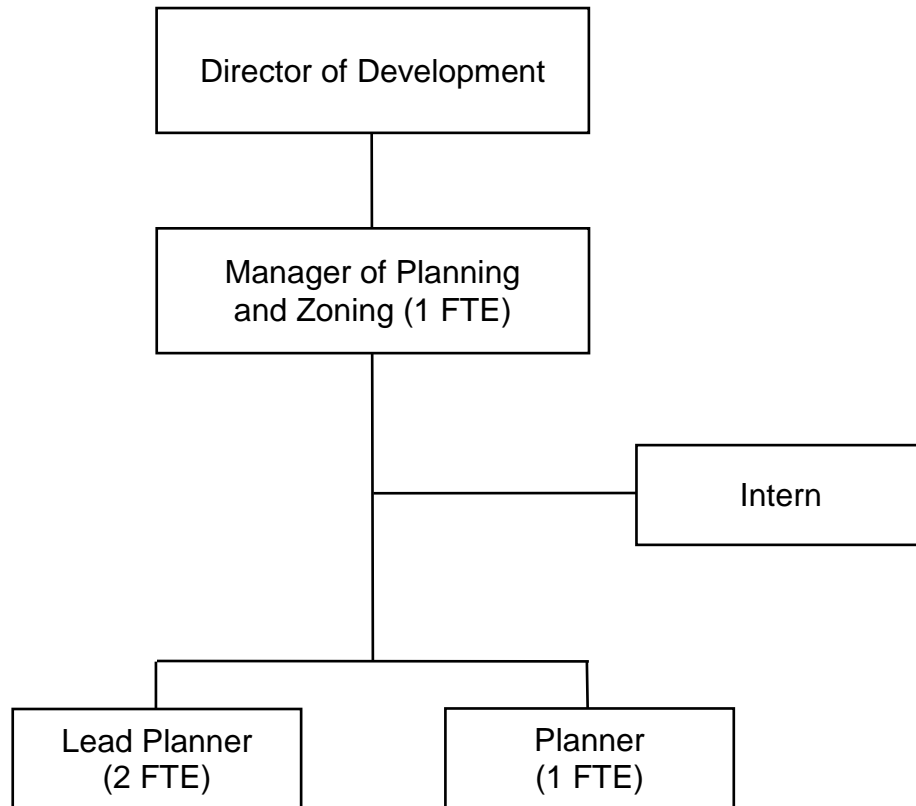 Director of Development
Manager of Planning
and Zoning (1 FTE)
Intern
Lead Planner
(2 FTE)
Planner
(1 FTE)